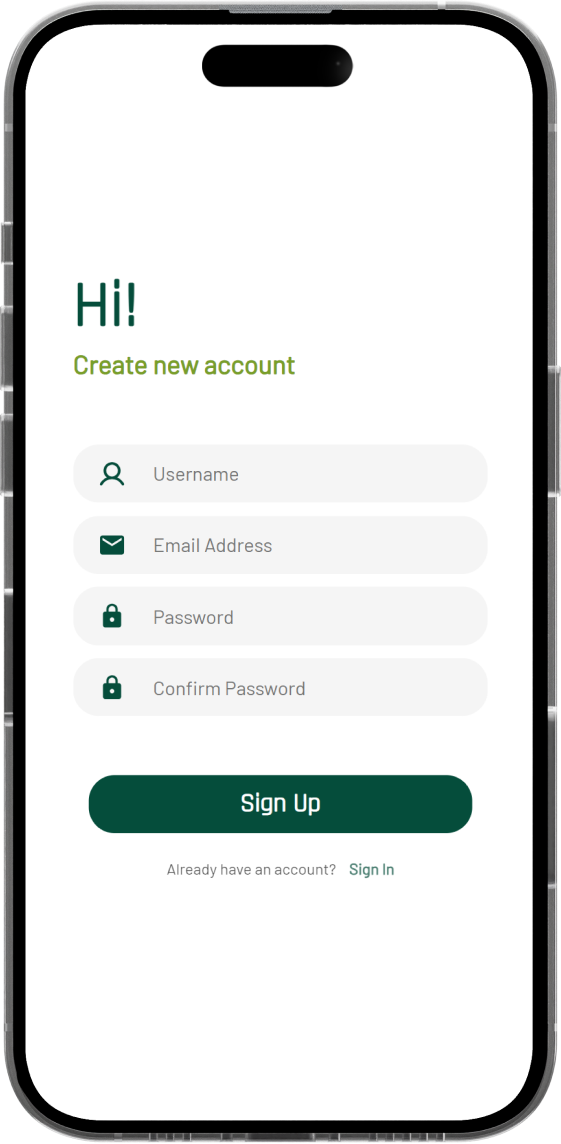 Hi!
Create new account
Username
Email Address
Password
Confirm Password
Sign Up
Already have an account? Sign In